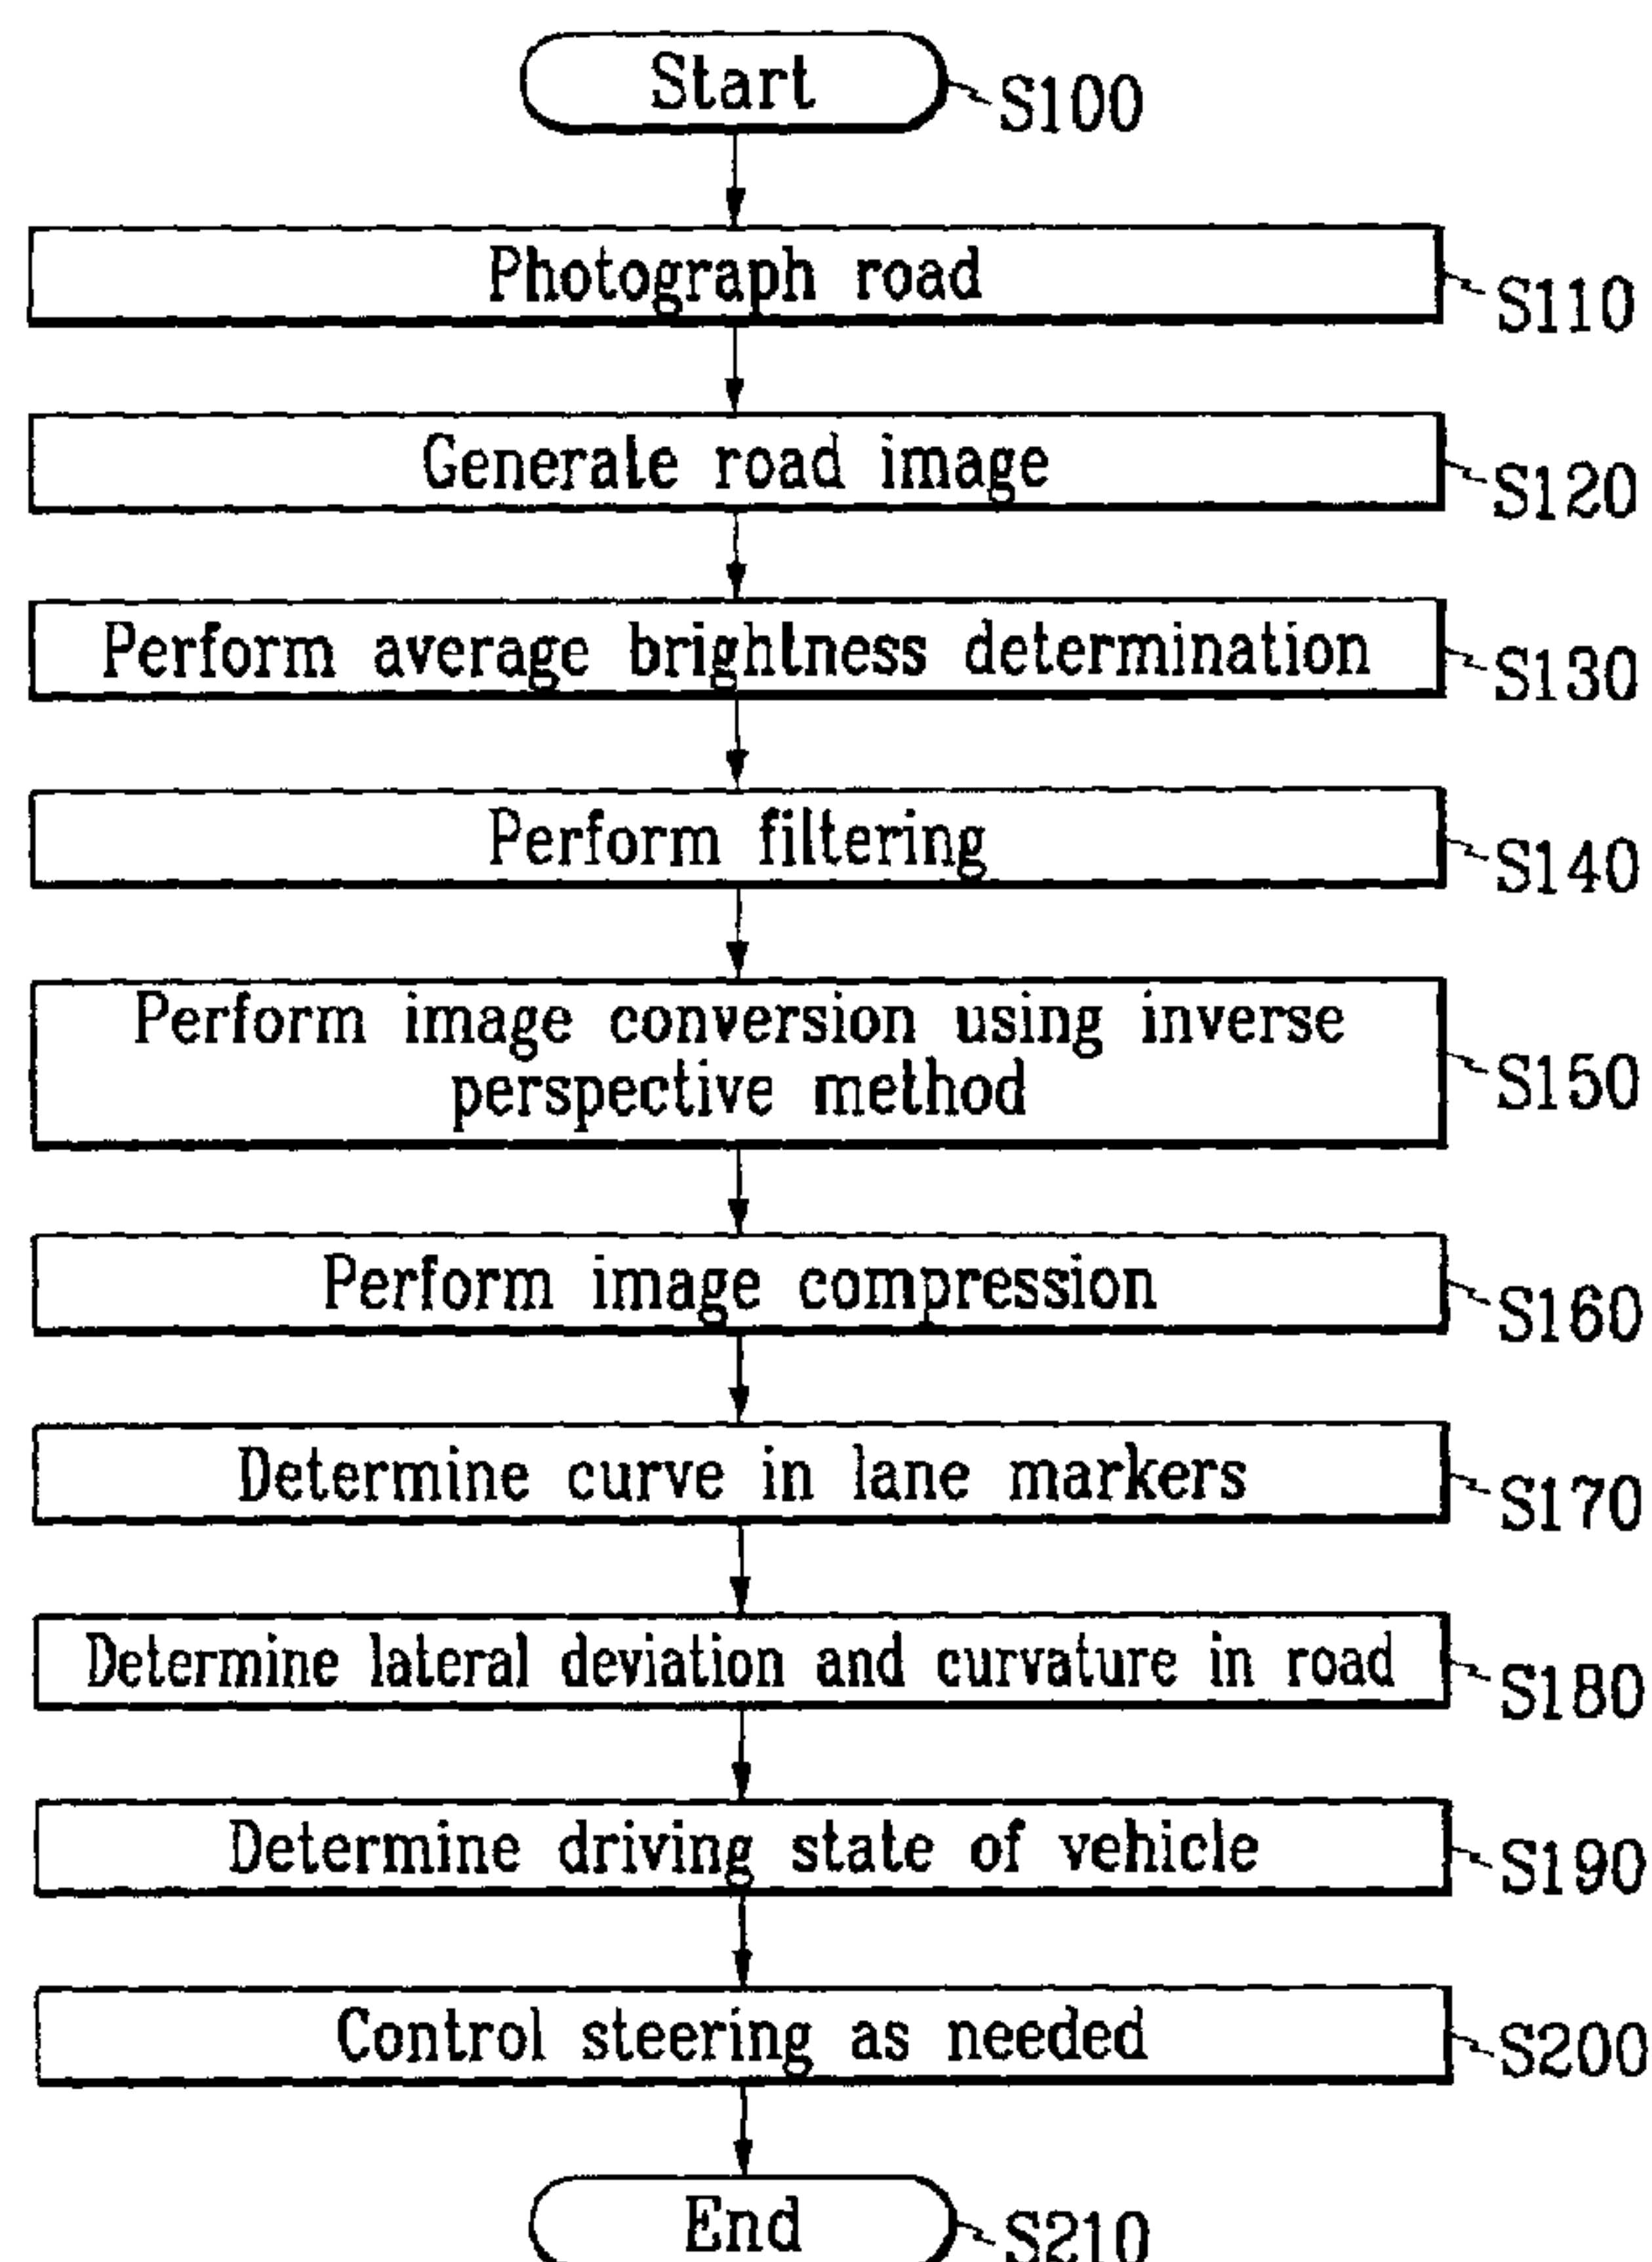 Start
S100
Photograph road
S110
Generate road image
S120
Perform average brightness determination
S130
Perform filtering
S140
Perform image conversion using inverse
perspective method
S150
Perform image compression
S160
Determine curve in lane markers
S170
Determine lateral deviation and curvature in road
S180
Determine driving state of vehicle
S190
Control steering as needed
S200
End
S210